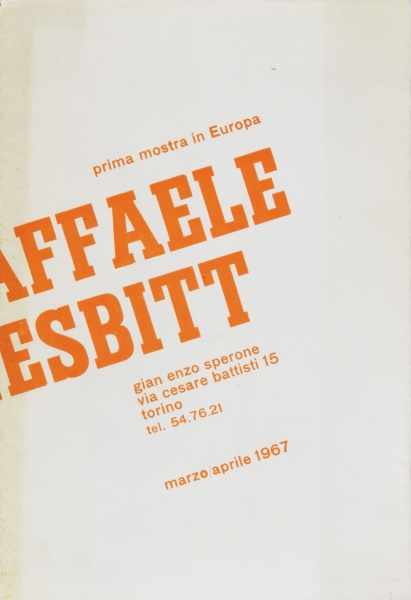 prima mostra in Europa
AFFAELE
NESBITT
gian enzo sperone
via cesare battisti 15
torino
tel. 54.76.21
marzo/aprile 1967